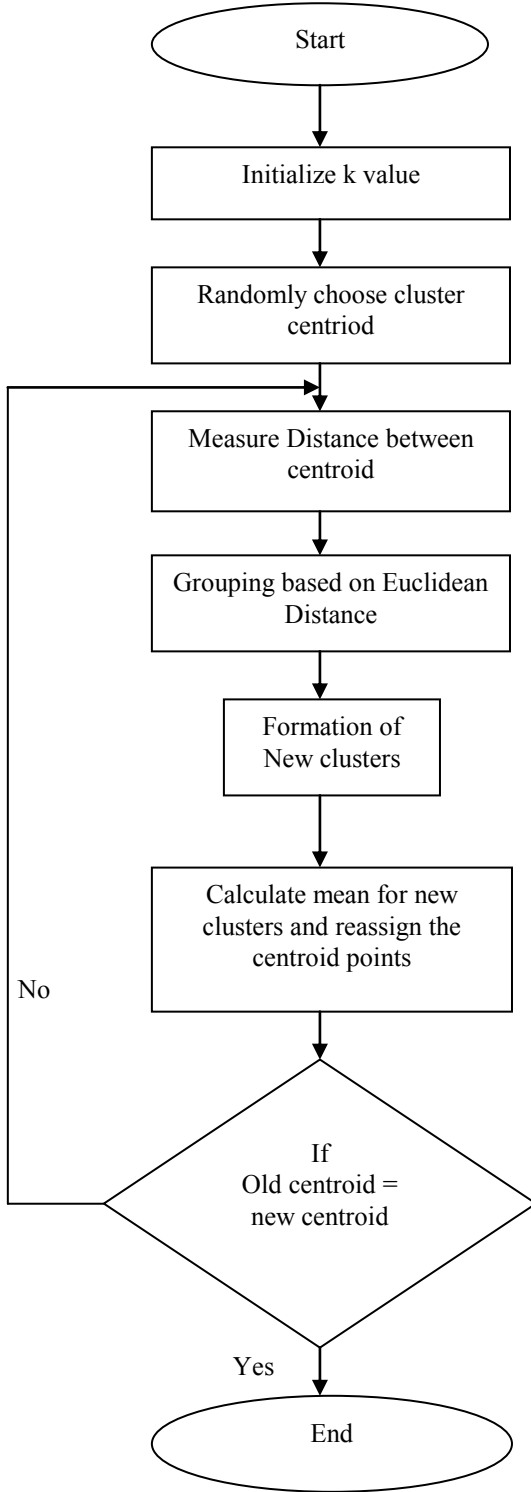 Start
Initialize k value
Randomly choose cluster
centriod
Measure Distance between
centroid
Grouping based on Euclidean
Distance
Formation of
New clusters
Calculate mean for new
clusters and reassign the
centroid points
No
If
Old centroid =
new centroid
Yes
End